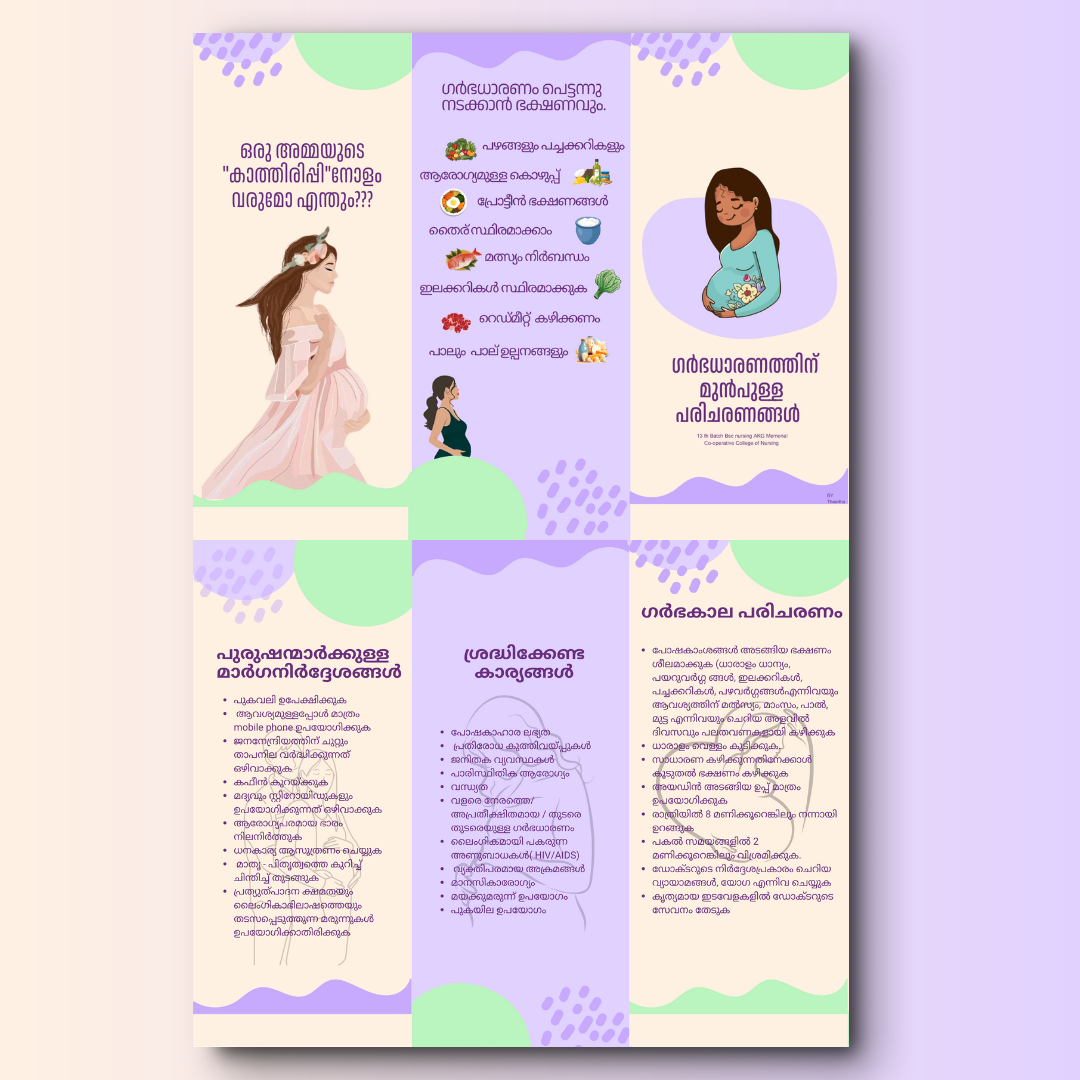 ഒരു അമ്മയുടെ
"കാത്തിരിപ്പി"നോളം
വരുമോ എന്തും???
ഗർഭധാരണം പെട്ടന്നു
നടക്കാൻ ഭക്ഷണവും.
പഴങ്ങളും പച്ചക്കറികളും
ആരോഗ്യമുള്ള കൊഴുപ്പ്
പ്രോട്ടീൻ ഭക്ഷണങ്ങൾ
തൈര് സ്ഥിരമാക്കാം
മത്സ്യം നിർബന്ധം
ഇലക്കറികൾ സ്ഥിരമാക്കുക
റെഡ്മീറ്റ് കഴിക്കണം
പാലും പാല് ഉല്പനങ്ങളും
ഗർഭധാരണത്തിന്
മുൻപുള്ള
പരിചരണങ്ങൾ
13 th Batch Bsc nursing AKG Memorial
Co-operative College of Nursing
BY
പുരുഷന്മാർക്കുള്ള
മാർഗനിർദ്ദേശങ്ങൾ
• പുകവലി ഉപേക്ഷിക്കുക
• ആവശ്യമുള്ളപ്പോൾ മാത്രം
mobile phone ഉപയോഗിക്കുക
• ജനനേന്ദ്രിയത്തിന് ചുറ്റും
താപനില വർദ്ധിക്കുന്നത്
ഒഴിവാക്കുക
• കഫീൻ കുറയ്ക്കുക
• മദ്യവും സ്റ്റിറോയിഡുകളും
ഉപയോഗിക്കുന്നത് ഒഴിവാക്കുക
• ആരോഗ്യപരമായ ഭാരം
നിലനിർത്തുക
• ധനകാര്യ ആസൂത്രണം ചെയ്യുക
• മാതൃ - പിതൃത്വത്തെ കുറിച്ച്
ചിന്തിച്ച് തുടങ്ങുക
• പ്രത്യുത്പാദന ക്ഷമതയും
ലൈംഗികാഭിലാഷത്തെയും
തടസപ്പെടുത്തുന്ന മരുന്നുകൾ
ഉപയോഗിക്കാതിരിക്കുക
ശ്രദ്ധിക്കേണ്ട
കാര്യങ്ങൾ
• പോഷകാഹാര ലഭ്യത
• പ്രതിരോധ കുത്തിവയ്പ്പുകൾ
• ജനിതക വ്യവസ്ഥകൾ
• പാരിസ്ഥിതിക ആരോഗ്യം
• വന്ധ്യത
• വളരെ നേരത്തെ/
അപ്രതീക്ഷിതമായ / തുടരെ
തുടരെയുള്ള ഗർഭധാരണം
• ലൈംഗികമായി പകരുന്ന
അണുബാധകൾ( HIV/AIDS)
• വ്യക്തിപരമായ അക്രമങ്ങൾ
• മാനസികാരോഗ്യം
• മയക്കുമരുന്ന് ഉപയോഗം
• പുകയില ഉപയോഗം
ഗർഭകാല പരിചരണം
• പോഷകാംശങ്ങൾ അടങ്ങിയ ഭക്ഷണം
ശീലമാക്കുക (ധാരാളം ധാന്യം,
പയറുവർഗ്ഗ ങ്ങൾ, ഇലക്കറികൾ,
പച്ചക്കറികൾ, പഴവർഗ്ഗങ്ങൾഎന്നിവയും
ആവശ്യത്തിന് മൽസ്യം, മാംസം, പാൽ,
മുട്ട എന്നിവയും ചെറിയ അളവിൽ
ദിവസവും പലതവണകളായി കഴിക്കുക
• ധാരാളം വെള്ളം കുടിക്കുക,
• സാധാരണ കഴിക്കുന്നതിനേക്കാൾ
കൂടുതൽ ഭക്ഷണം കഴിക്കുക
• അയഡിൻ അടങ്ങിയ ഉപ്പ് മാത്രം
ഉപയോഗിക്കുക
• രാത്രിയിൽ 8 മണിക്കൂറെങ്കിലും നന്നായി
ഉറങ്ങുക
• പകൽ സമയങ്ങളിൽ 2
മണിക്കൂറെങ്കിലും വിശ്രമിക്കുക.
• ഡോക്ടറുടെ നിർദ്ദേശപ്രകാരം ചെറിയ
വ്യായാമങ്ങൾ, യോഗ എന്നിവ ചെയ്യുക
• കൃത്യമായ ഇടവേളകളിൽ ഡോക്ടറുടെ
സേവനം തേടുക